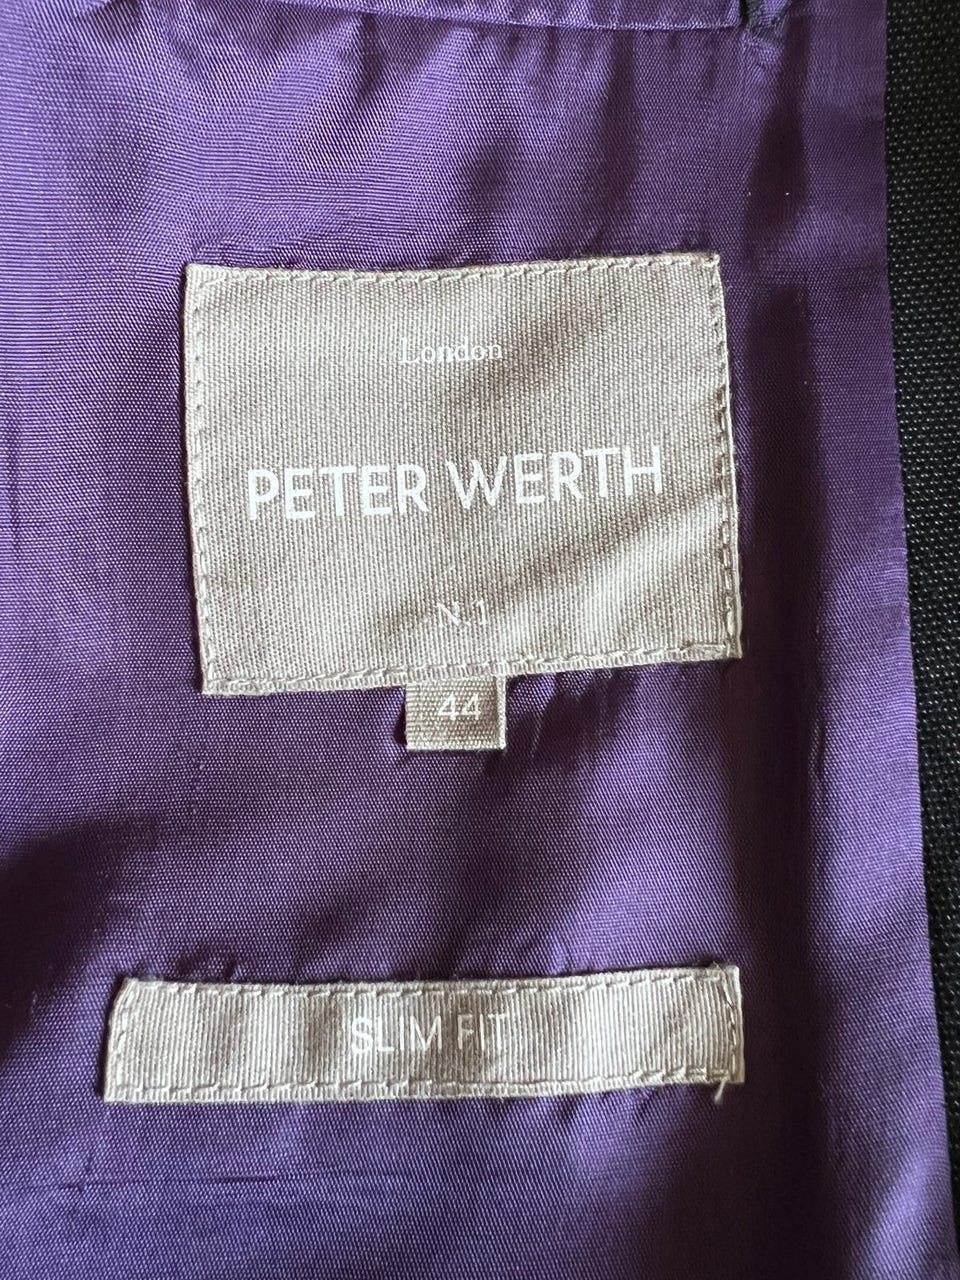 London
PETER WERTH
N.1
44
SLIM FIT